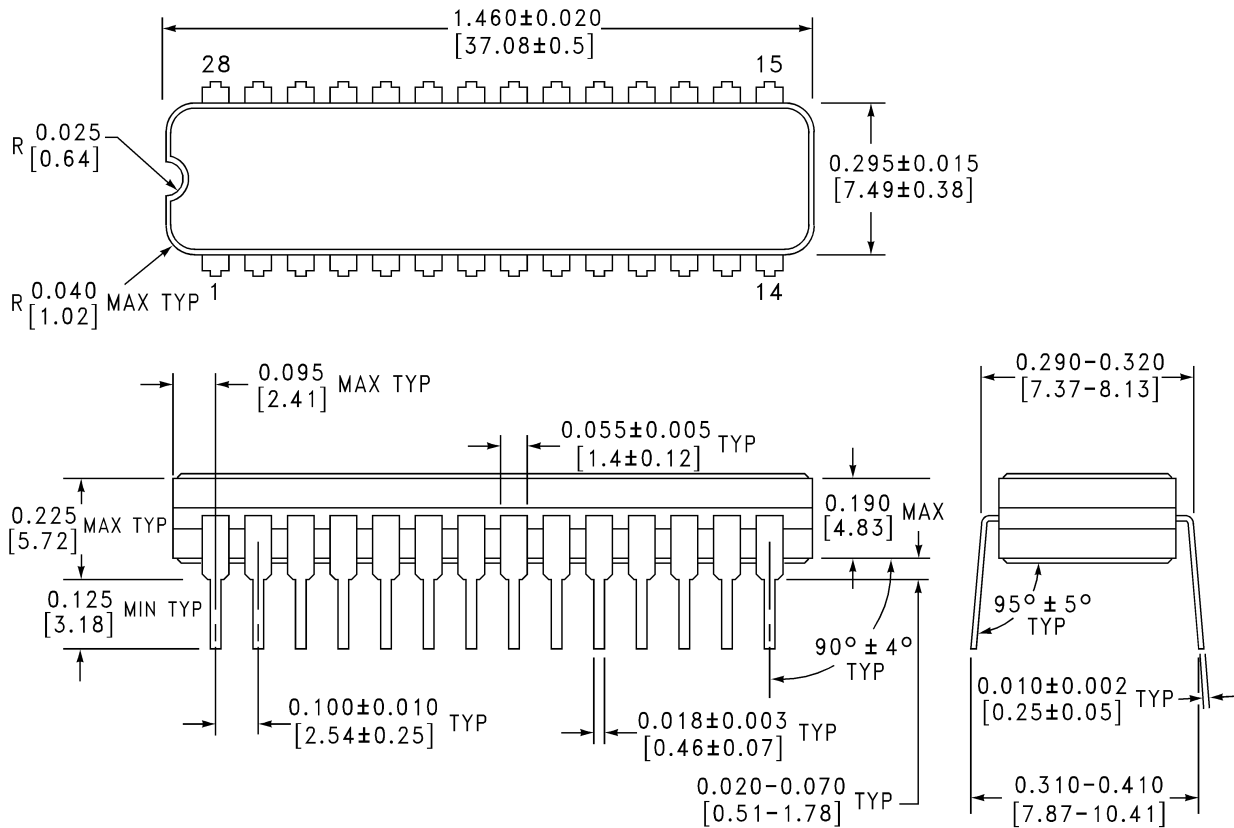 1.460±0.020
[37.08±0.5]
28
15
R 0.025
[0.64]
0.295±0.015
[7.49±0.38]
R 0.040 MAX TYP
[1.02]
1
14
0.095 MAX TYP
[2.41]
0.290-0.320
[7.37-8.13]
0.055±0.005 TYP
[1.4±0.12]
0.225 MAX TYP
[5.72]
0.190 MAX
[4.83]
0.125 MIN TYP
[3.18]
95° ± 5°
TYP
90° ± 4°
TYP
0.100±0.010 TYP
[2.54±0.25]
0.018±0.003 TYP
[0.46±0.07]
0.010±0.002 TYP
[0.25±0.05]
0.020-0.070 TYP
[0.51-1.78]
0.310-0.410
[7.87-10.41]